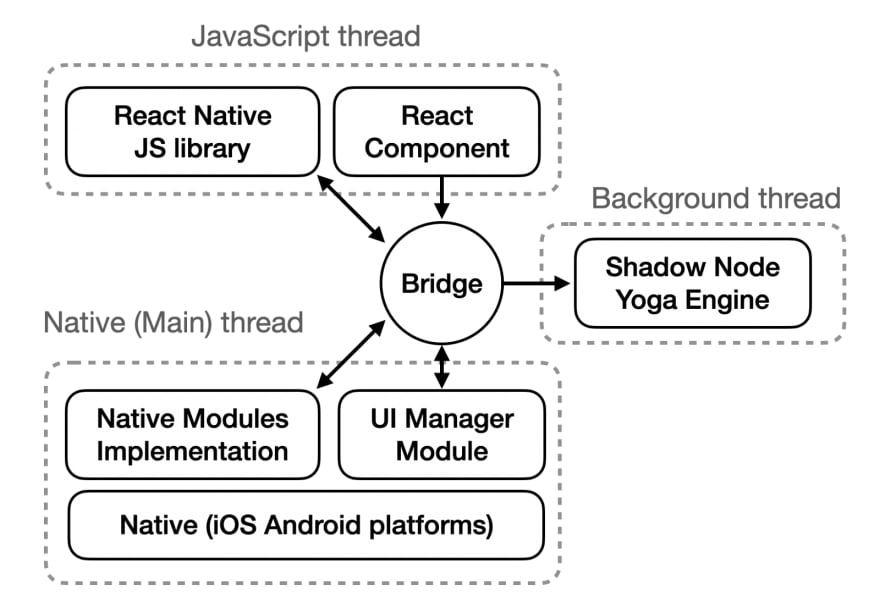 JavaScript thread
React Native
JS library
React
Component
Background thread
Shadow Node
Yoga Engine
Bridge
Native (Main) thread
Native Modules
Implementation
UI Manager
Module
Native (iOS Android platforms)